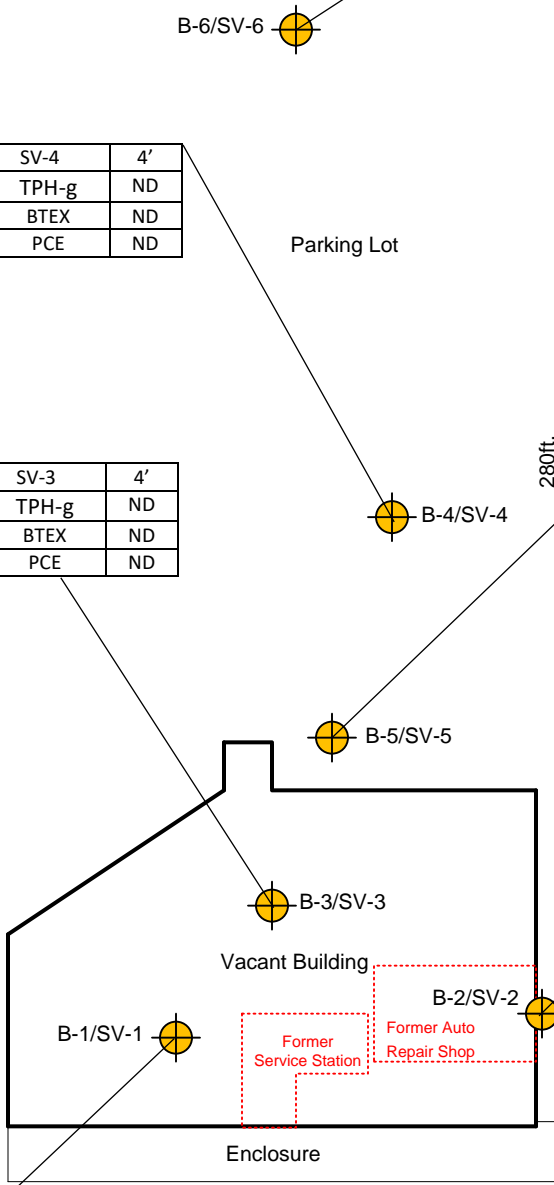 B-6/SV-6
SV-4 4’
TPH-g ND
BTEX ND
PCE ND
Parking Lot
280ft.
SV-3 4’
TPH-g ND
BTEX ND
PCE ND
B-4/SV-4
B-5/SV-5
B-3/SV-3
Vacant Building
B-2/SV-2
B-1/SV-1
Former
Service Station
Former Auto
Repair Shop
Enclosure